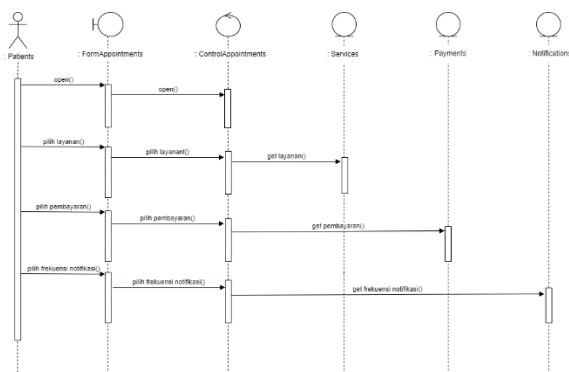 : Patients
: FormAppointments
: ControlAppointments
: Services
: Payments
: Notifications
open()
open()
pilih layanan()
pilih layanan()
get layanan()
pilih pembayaran()
pilih pembayaran()
get pembayaran()
pilih frekuensi notifikasi()
pilih frekuensi notifikasi()
get frekuensi notifikasi()